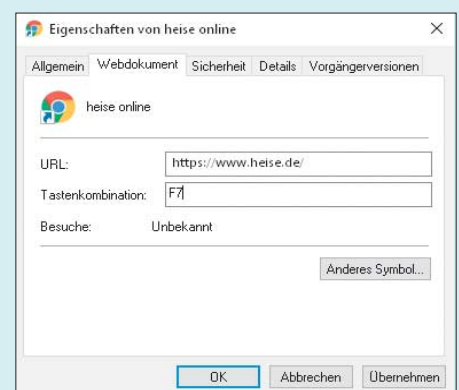 Eigenschaften von heise online
Allgemein Webdokument Sicherheit Details Vorgängerversionen
heise online
URL: https://www.heise.de/
Tastenkombination: F7
Besuche: Unbekannt
Anderes Symbol...
OK Abbrechen Übernehmen